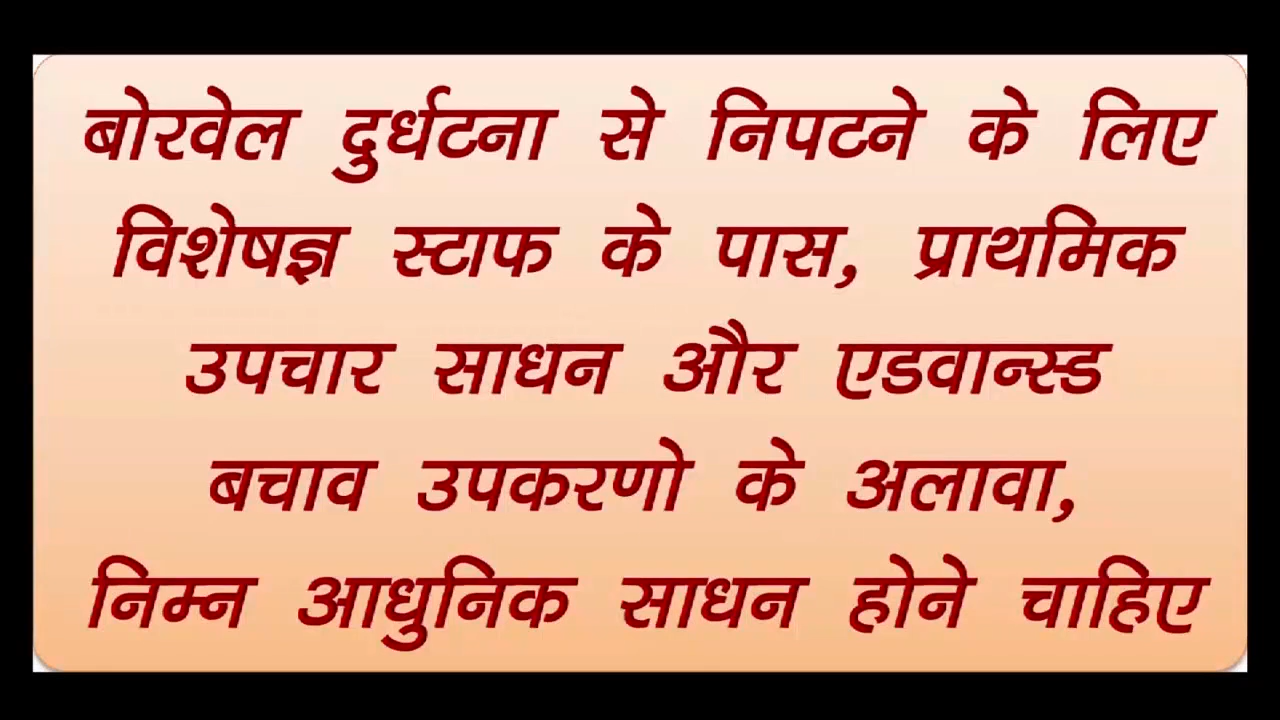 बोरवेल दुर्धटना से निपटने के लिए
विशेषज्ञ स्टाफ के पास, प्राथमिक
उपचार साधन और एडवान्स्ड
बचाव उपकरणो के अलावा,
निम्न आधुनिक साधन होने चाहिए